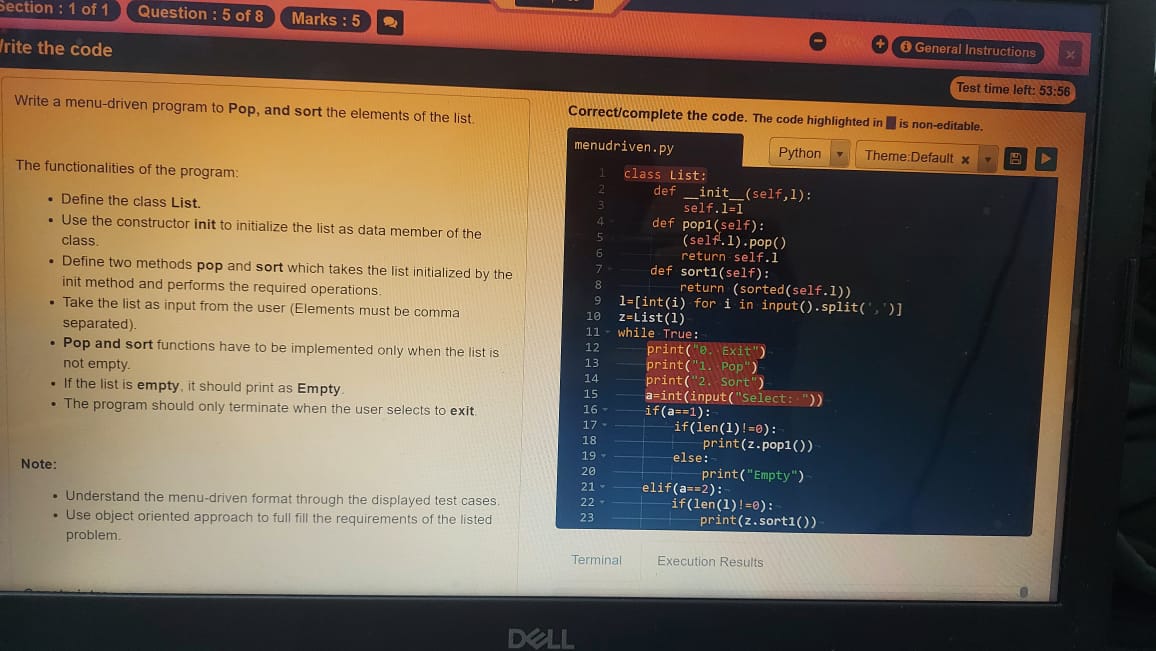 Section : 1 of 1
Question : 5 of 8
Marks : 5
General Instructions
Write the code
Test time left: 53:56
Write a menu-driven program to Pop, and sort the elements of the list.
The functionalities of the program:
• Define the class List.
• Use the constructor init to initialize the list as data member of the
class.
• Define two methods pop and sort which takes the list initialized by the
init method and performs the required operations.
• Take the list as input from the user (Elements must be comma
separated).
• Pop and sort functions have to be implemented only when the list is
not empty.
• If the list is empty, it should print as Empty.
• The program should only terminate when the user selects to exit.
Note:
• Understand the menu-driven format through the displayed test cases.
• Use object oriented approach to full fill the requirements of the listed
problem.
Correct/complete the code. The code highlighted in is non-editable.
menudriven.py
Python
Theme:Default x
1 class List:
2 def __init__(self,l):
3 self.l=l
4 def pop1(self):
5 (self.l).pop()
6 return self.l
7 def sort1(self):
8 return (sorted(self.l))
9 l=[int(i) for i in input().split(',')]
10 z=List(l)
11 while True:
12 print("0. Exit")
13 print("1. Pop")
14 print("2. Sort")
15 a=int(input("Select: "))
16 if(a==1):
17 if(len(l)!=0):
18 print(z.pop1())
19 else:
20 print("Empty")
21 elif(a==2):
22 if(len(l)!=0):
23 print(z.sort1())
Terminal
Execution Results
DELL